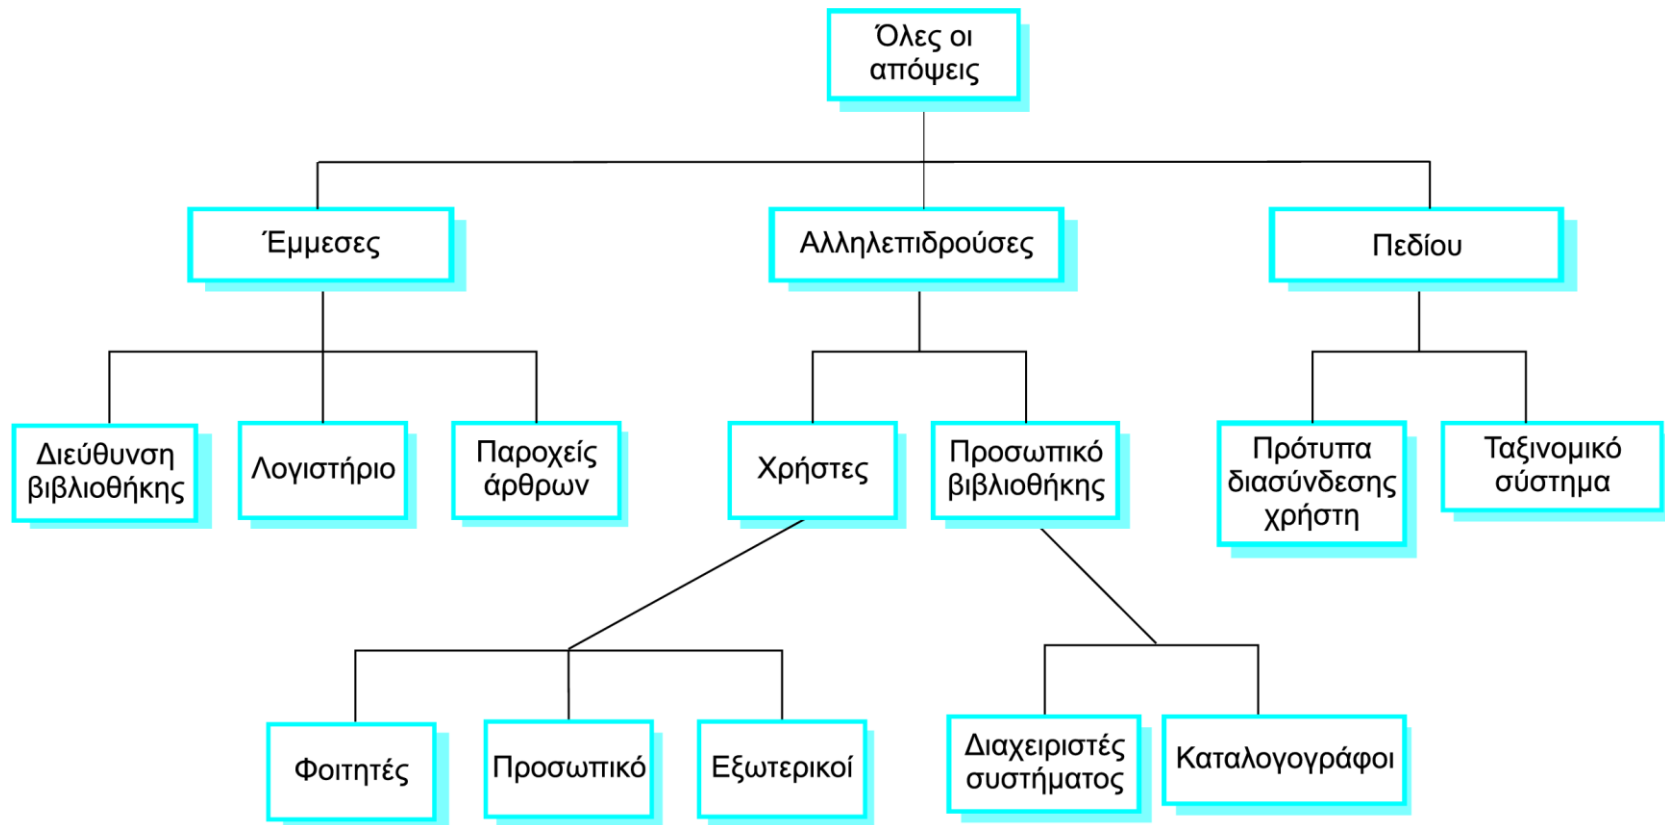 Όλες οι
απόψεις
Έμμεσες
Αλληλεπιδρούσες
Πεδίου
Διεύθυνση
βιβλιοθήκης
Λογιστήριο
Παροχείς
άρθρων
Χρήστες
Προσωπικό
βιβλιοθήκης
Πρότυπα
διασύνδεσης
χρήστη
Ταξινομικό
σύστημα
Φοιτητές
Προσωπικό
Εξωτερικοί
Διαχειριστές
συστήματος
Καταλογογράφοι